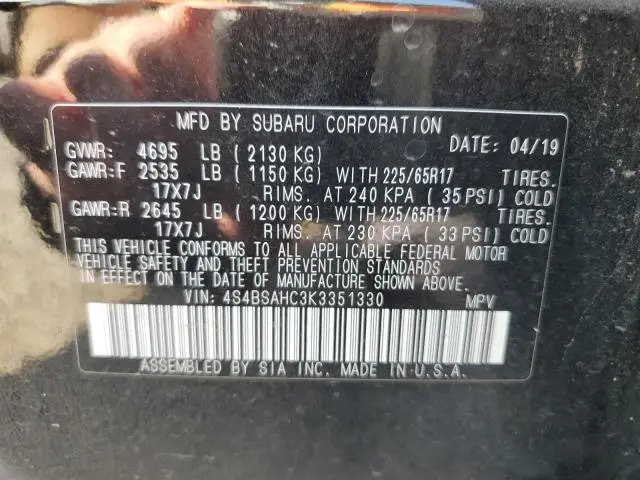 MFD BY SUBARU CORPORATION
DATE: 04/19
GVWR: 4695 LB ( 2130 KG)
GAWR:F 2535 LB ( 1150 KG) WITH 225/65R17 TIRES.
17X7J RIMS. AT 240 KPA ( 35 PSI) COLD
GAWR:R 2645 LB ( 1200 KG) WITH 225/65R17 TIRES.
17X7J RIMS. AT 230 KPA ( 33 PSI) COLD
THIS VEHICLE CONFORMS TO ALL APPLICABLE FEDERAL MOTOR
VEHICLE SAFETY AND THEFT PREVENTION STANDARDS
IN EFFECT ON THE DATE OF MANUFACTURE SHOWN ABOVE.
VIN: 4S4BSAHC3K3351330 MPV
ASSEMBLED BY SIA INC. MADE IN U.S.A.